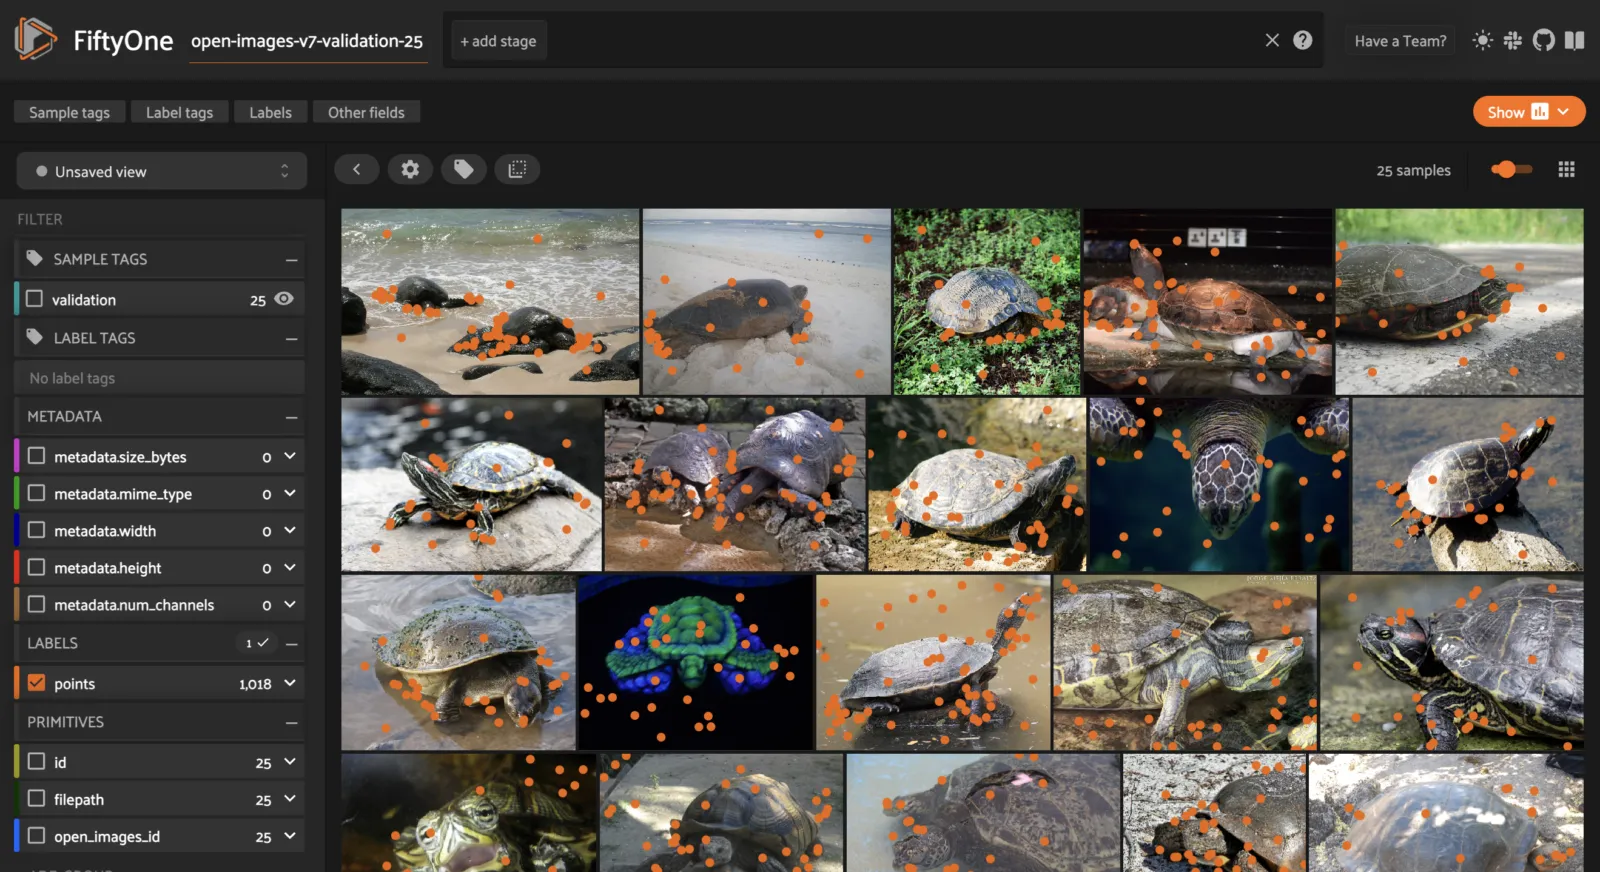 FiftyOne
open-images-v7-validation-25
+ add stage
Have a Team?
Sample tags
Label tags
Labels
Other fields
Show
Unsaved view
25 samples
FILTER
SAMPLE TAGS
validation 25
LABEL TAGS
No label tags
METADATA
metadata.size_bytes 0
metadata.mime_type 0
metadata.width 0
metadata.height 0
metadata.num_channels 0
LABELS 1
points 1,018
PRIMITIVES
id 25
filepath 25
open_images_id 25